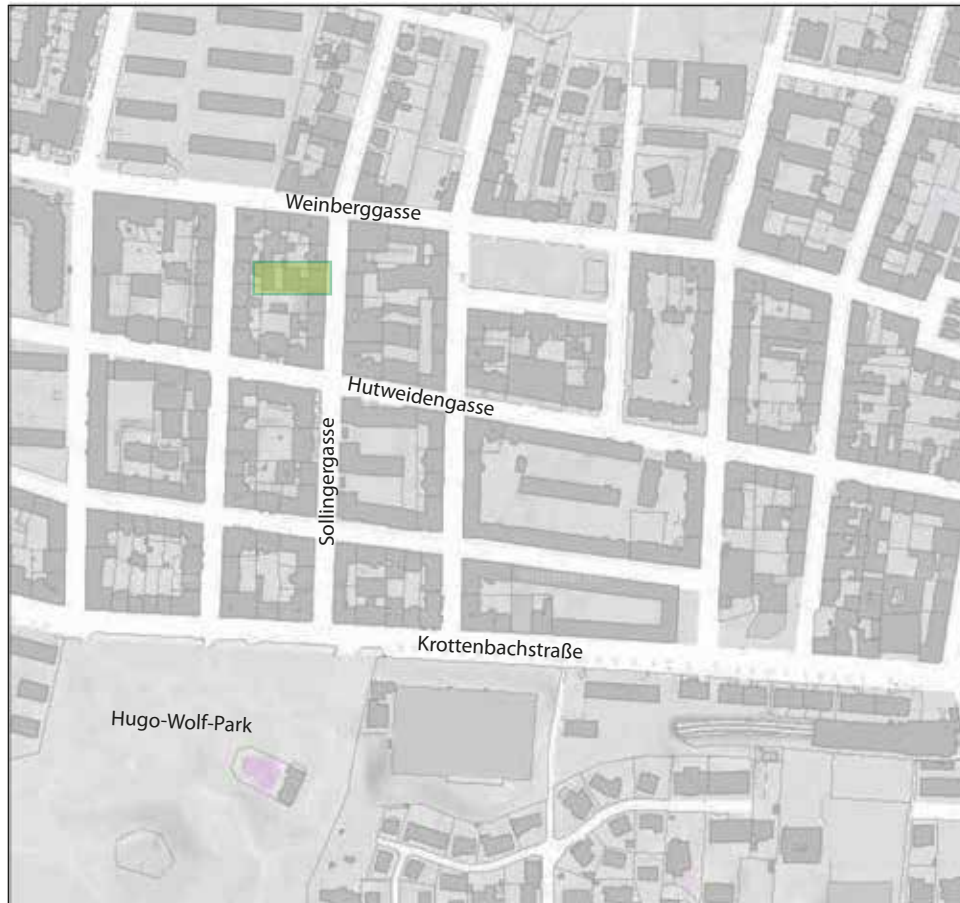 Weinberggasse
Hutweidengasse
Sollingergasse
Krottenbachstraße
Hugo-Wolf-Park